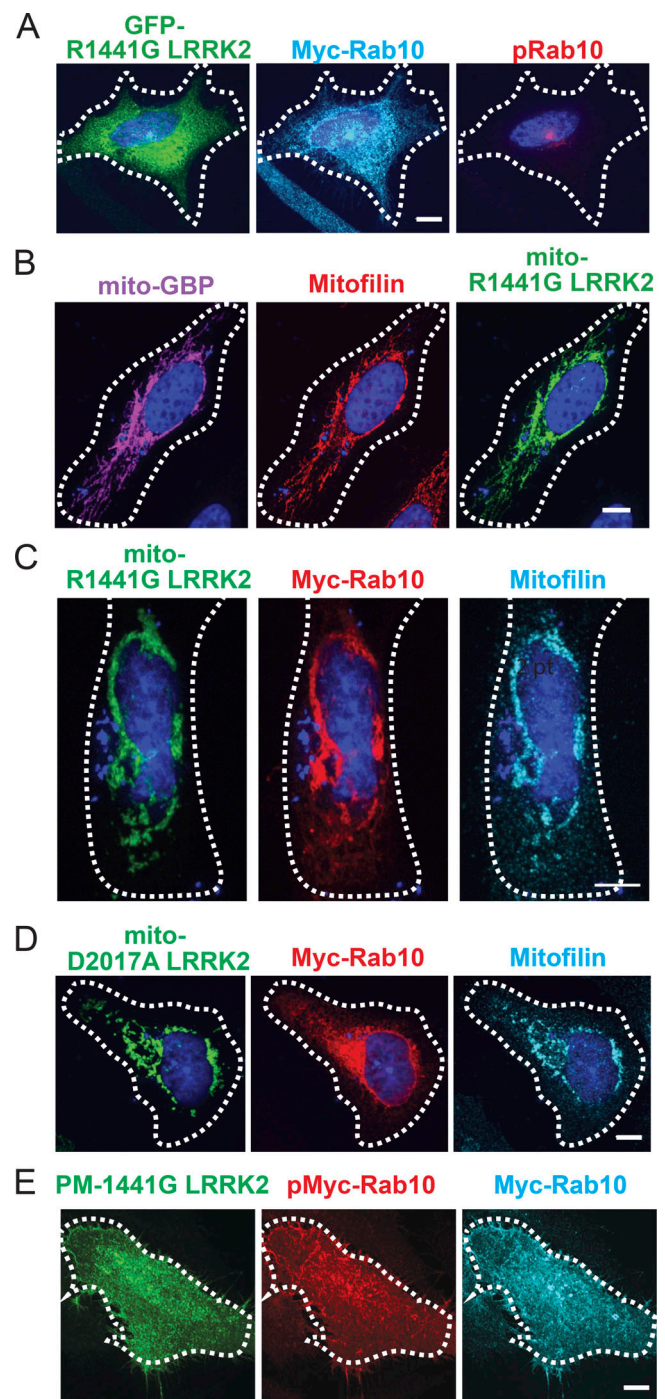 A
GFP-
R1441G LRRK2
Myc-Rab10
pRab10
B
mito-GBP
Mitofilin
mito-
R1441G LRRK2
C
mito-
R1441G LRRK2
Myc-Rab10
Mitofilin
pt
D
mito-
D2017A LRRK2
Myc-Rab10
Mitofilin
E
PM-1441G LRRK2
pMyc-Rab10
Myc-Rab10